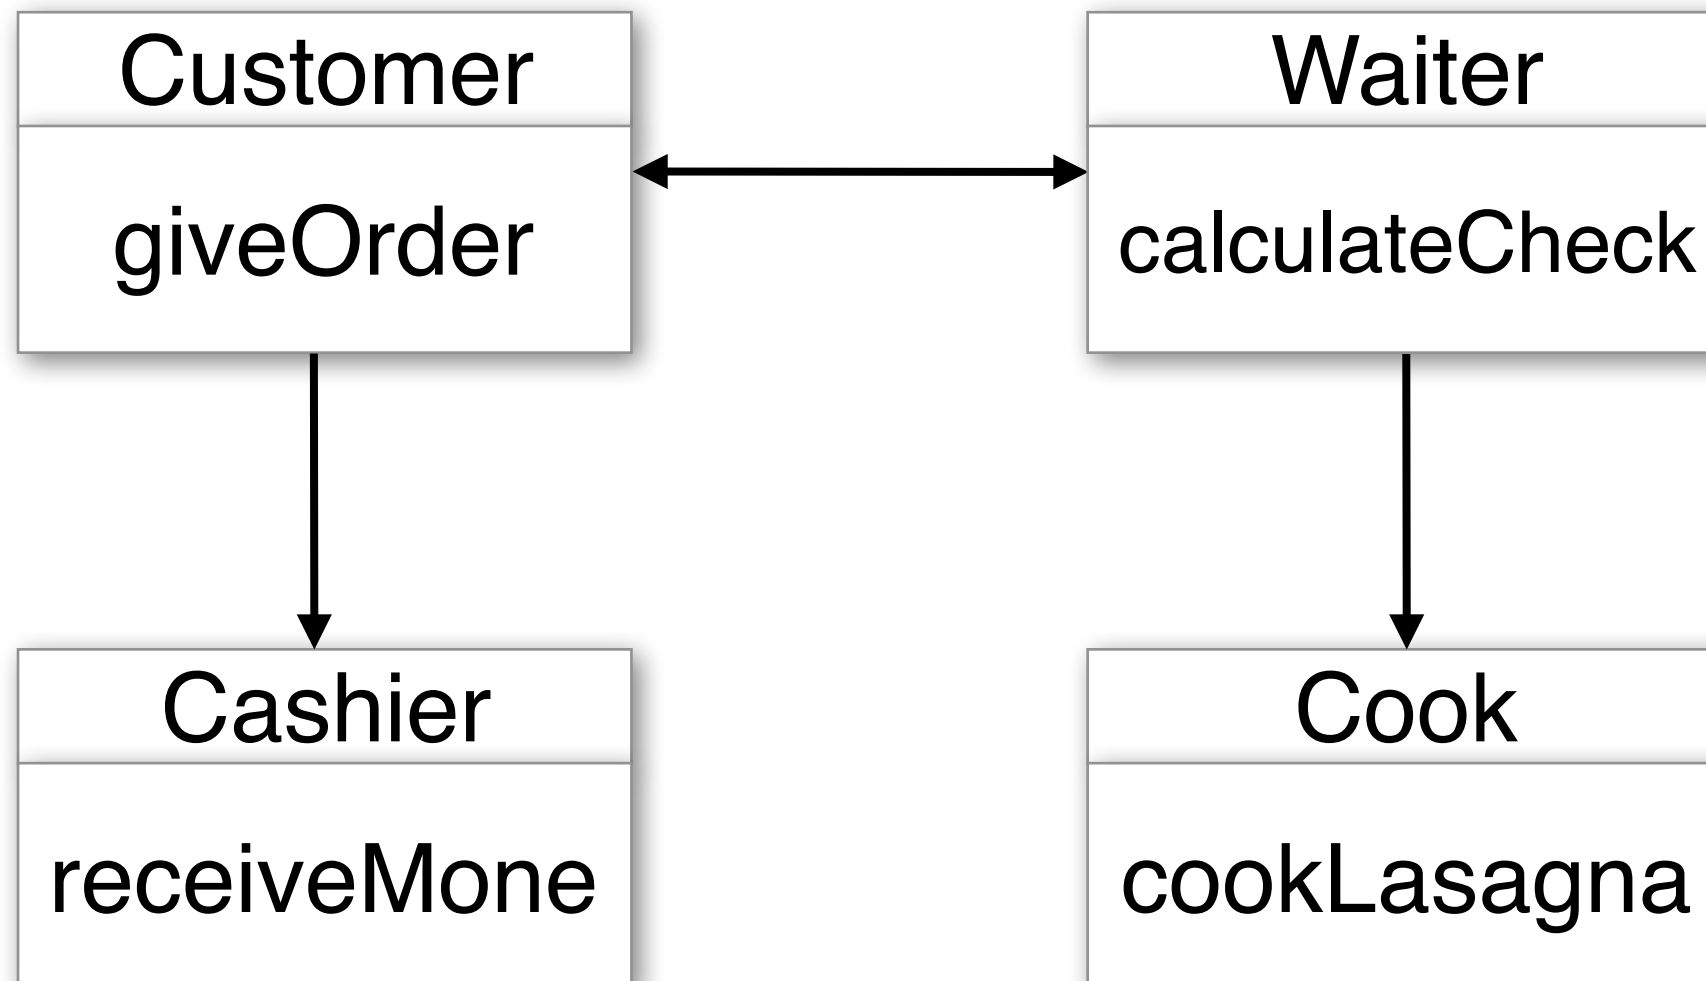 Customer
giveOrder
Waiter
calculateCheck
Cashier
receiveMone
Cook
cookLasagna